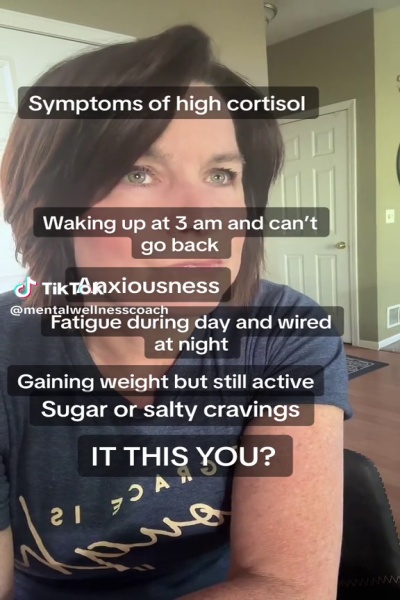 Symptoms of high cortisol
Waking up at 3 am and can't
go back
TikTok
Anxiousness
@mentalwellnesscoach
Fatigue during day and wired
at night
Gaining weight but still active
Sugar or salty cravings
IT THIS YOU?
GRACE IS